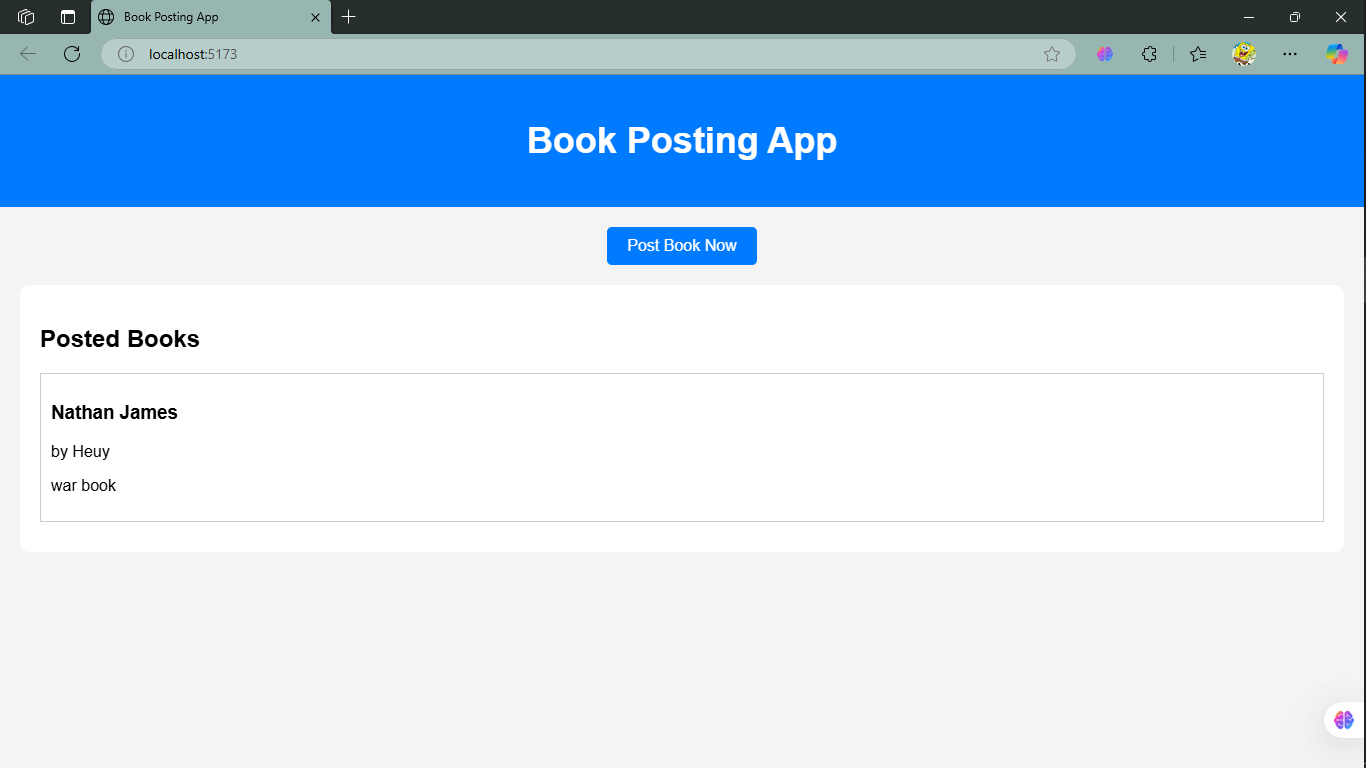 Book Posting App
localhost:5173
Book Posting App
Post Book Now
Posted Books
Nathan James
by Heuy
war book